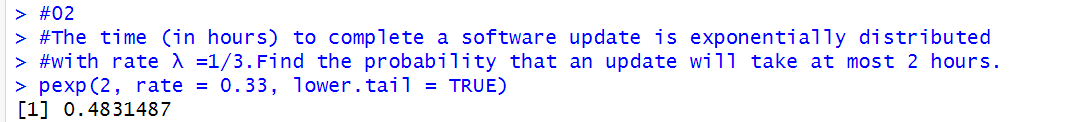 > #02
> #The time (in hours) to complete a software update is exponentially distributed
> #with rate λ =1/3.Find the probability that an update will take at most 2 hours.
> pexp(2, rate = 0.33, lower.tail = TRUE)
[1] 0.4831487